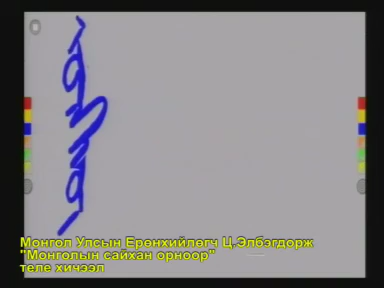 Монгол Улсын Ерөнхийлөгч Ц.Элбэгдорж
"Монголын сайхан орноор"
теле хичээл